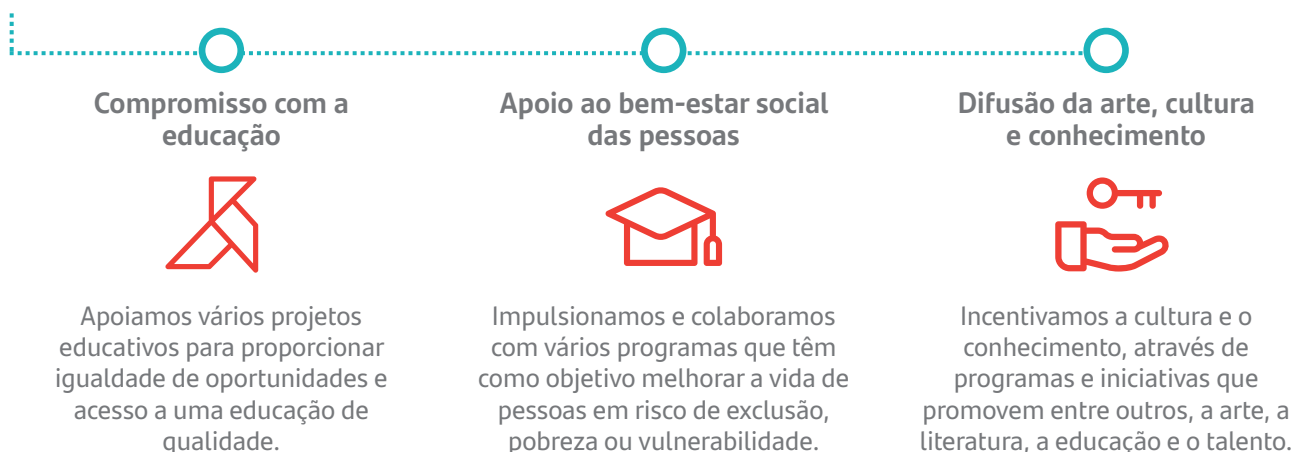 Compromisso com a
educação
Apoiamos vários projetos
educativos para proporcionar
igualdade de oportunidades e
acesso a uma educação de
qualidade.
Apoio ao bem-estar social
das pessoas
Impulsionamos e colaboramos
com vários programas que têm
como objetivo melhorar a vida de
pessoas em risco de exclusão,
pobreza ou vulnerabilidade.
Difusão da arte, cultura
e conhecimento
Incentivamos a cultura e o
conhecimento, através de
programas e iniciativas que
promovem entre outros, a arte, a
literatura, a educação e o talento.